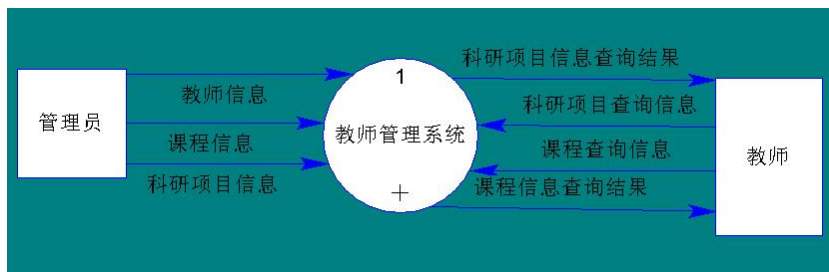 科研项目信息查询结果
1
教师信息
科研项目查询信息
管理员
教师管理系统
课程信息
课程查询信息
教师
科研项目信息
课程信息查询结果
+